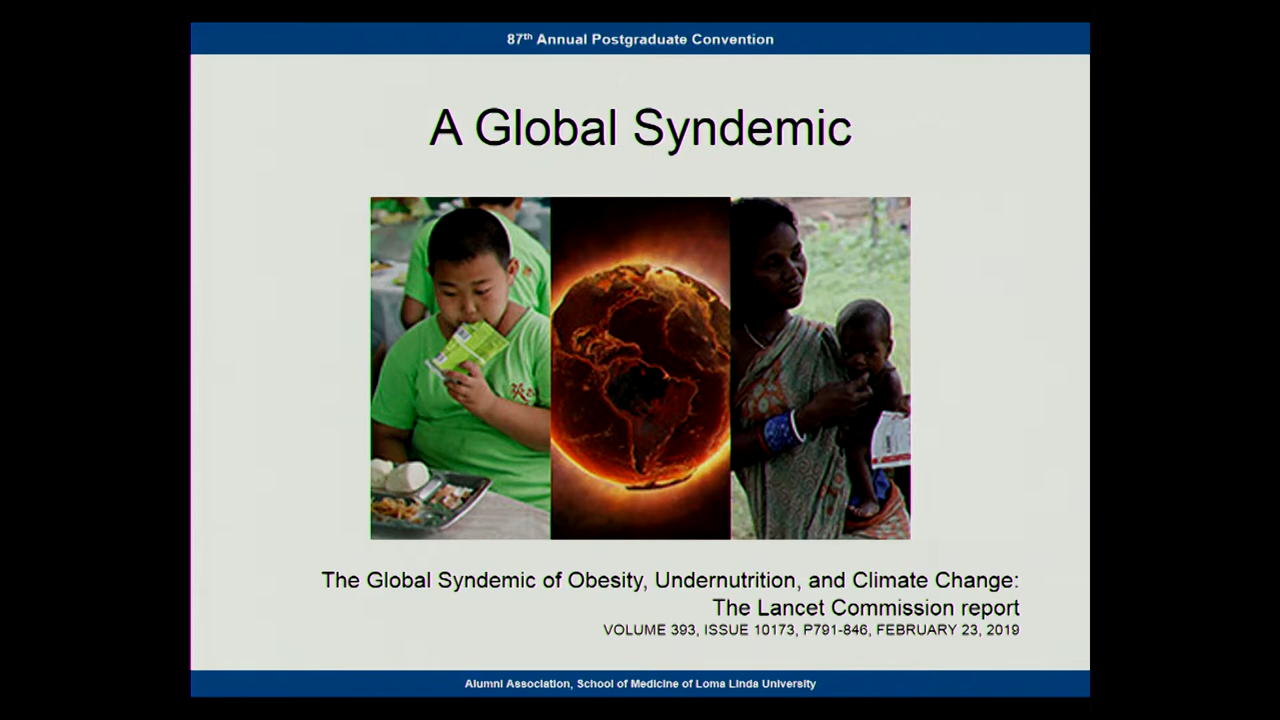 87th Annual Postgraduate Convention
A Global Syndemic
The Global Syndemic of Obesity, Undernutrition, and Climate Change:
The Lancet Commission report
VOLUME 393, ISSUE 10173, P791-846, FEBRUARY 23, 2019
Alumni Association, School of Medicine of Loma Linda University